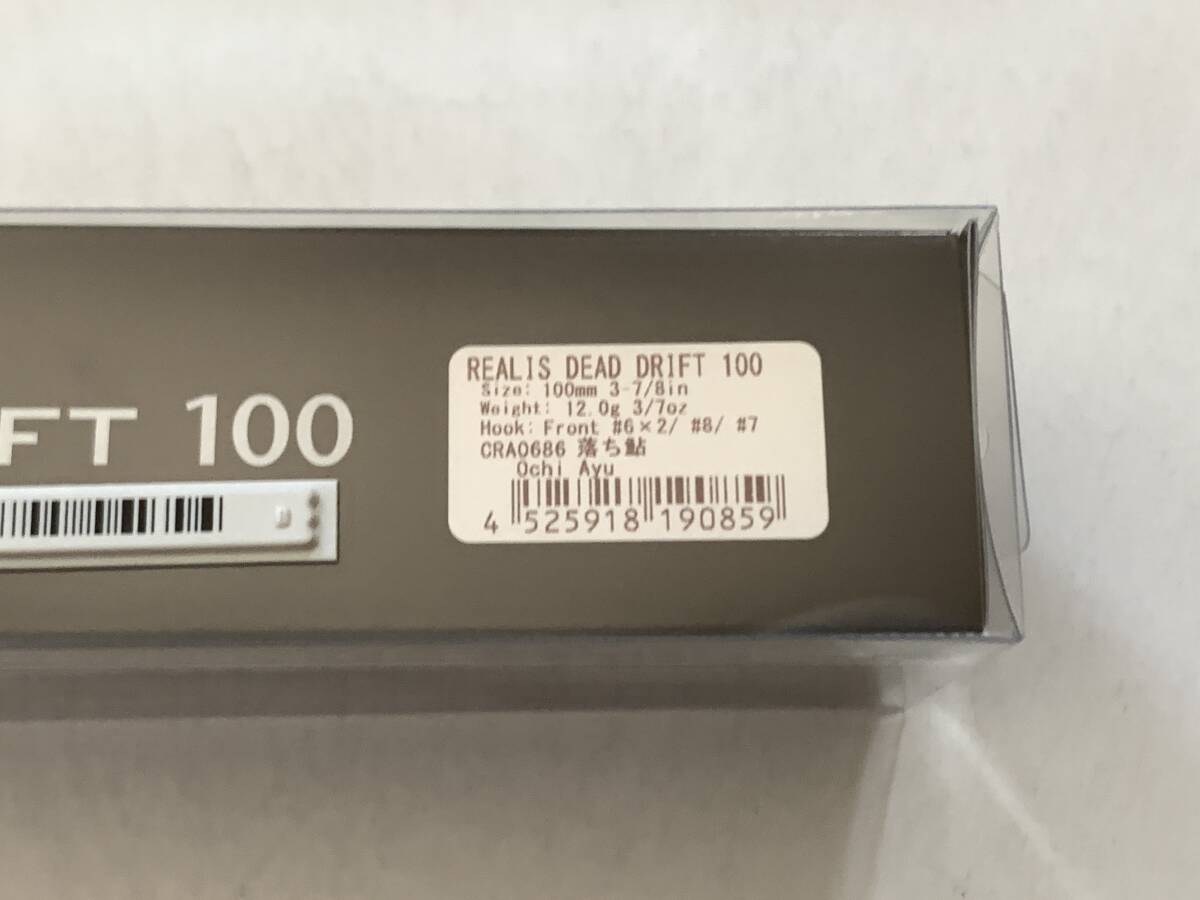 FT 100
REALIS DEAD DRIFT 100
Size: 100mm 3-7/8in
Weight: 12.0g 3/7oz
Hook: Front #6×2/ #8/ #7
CRA0686 落ち鮎
Ochi Ayu
4 525918 190859